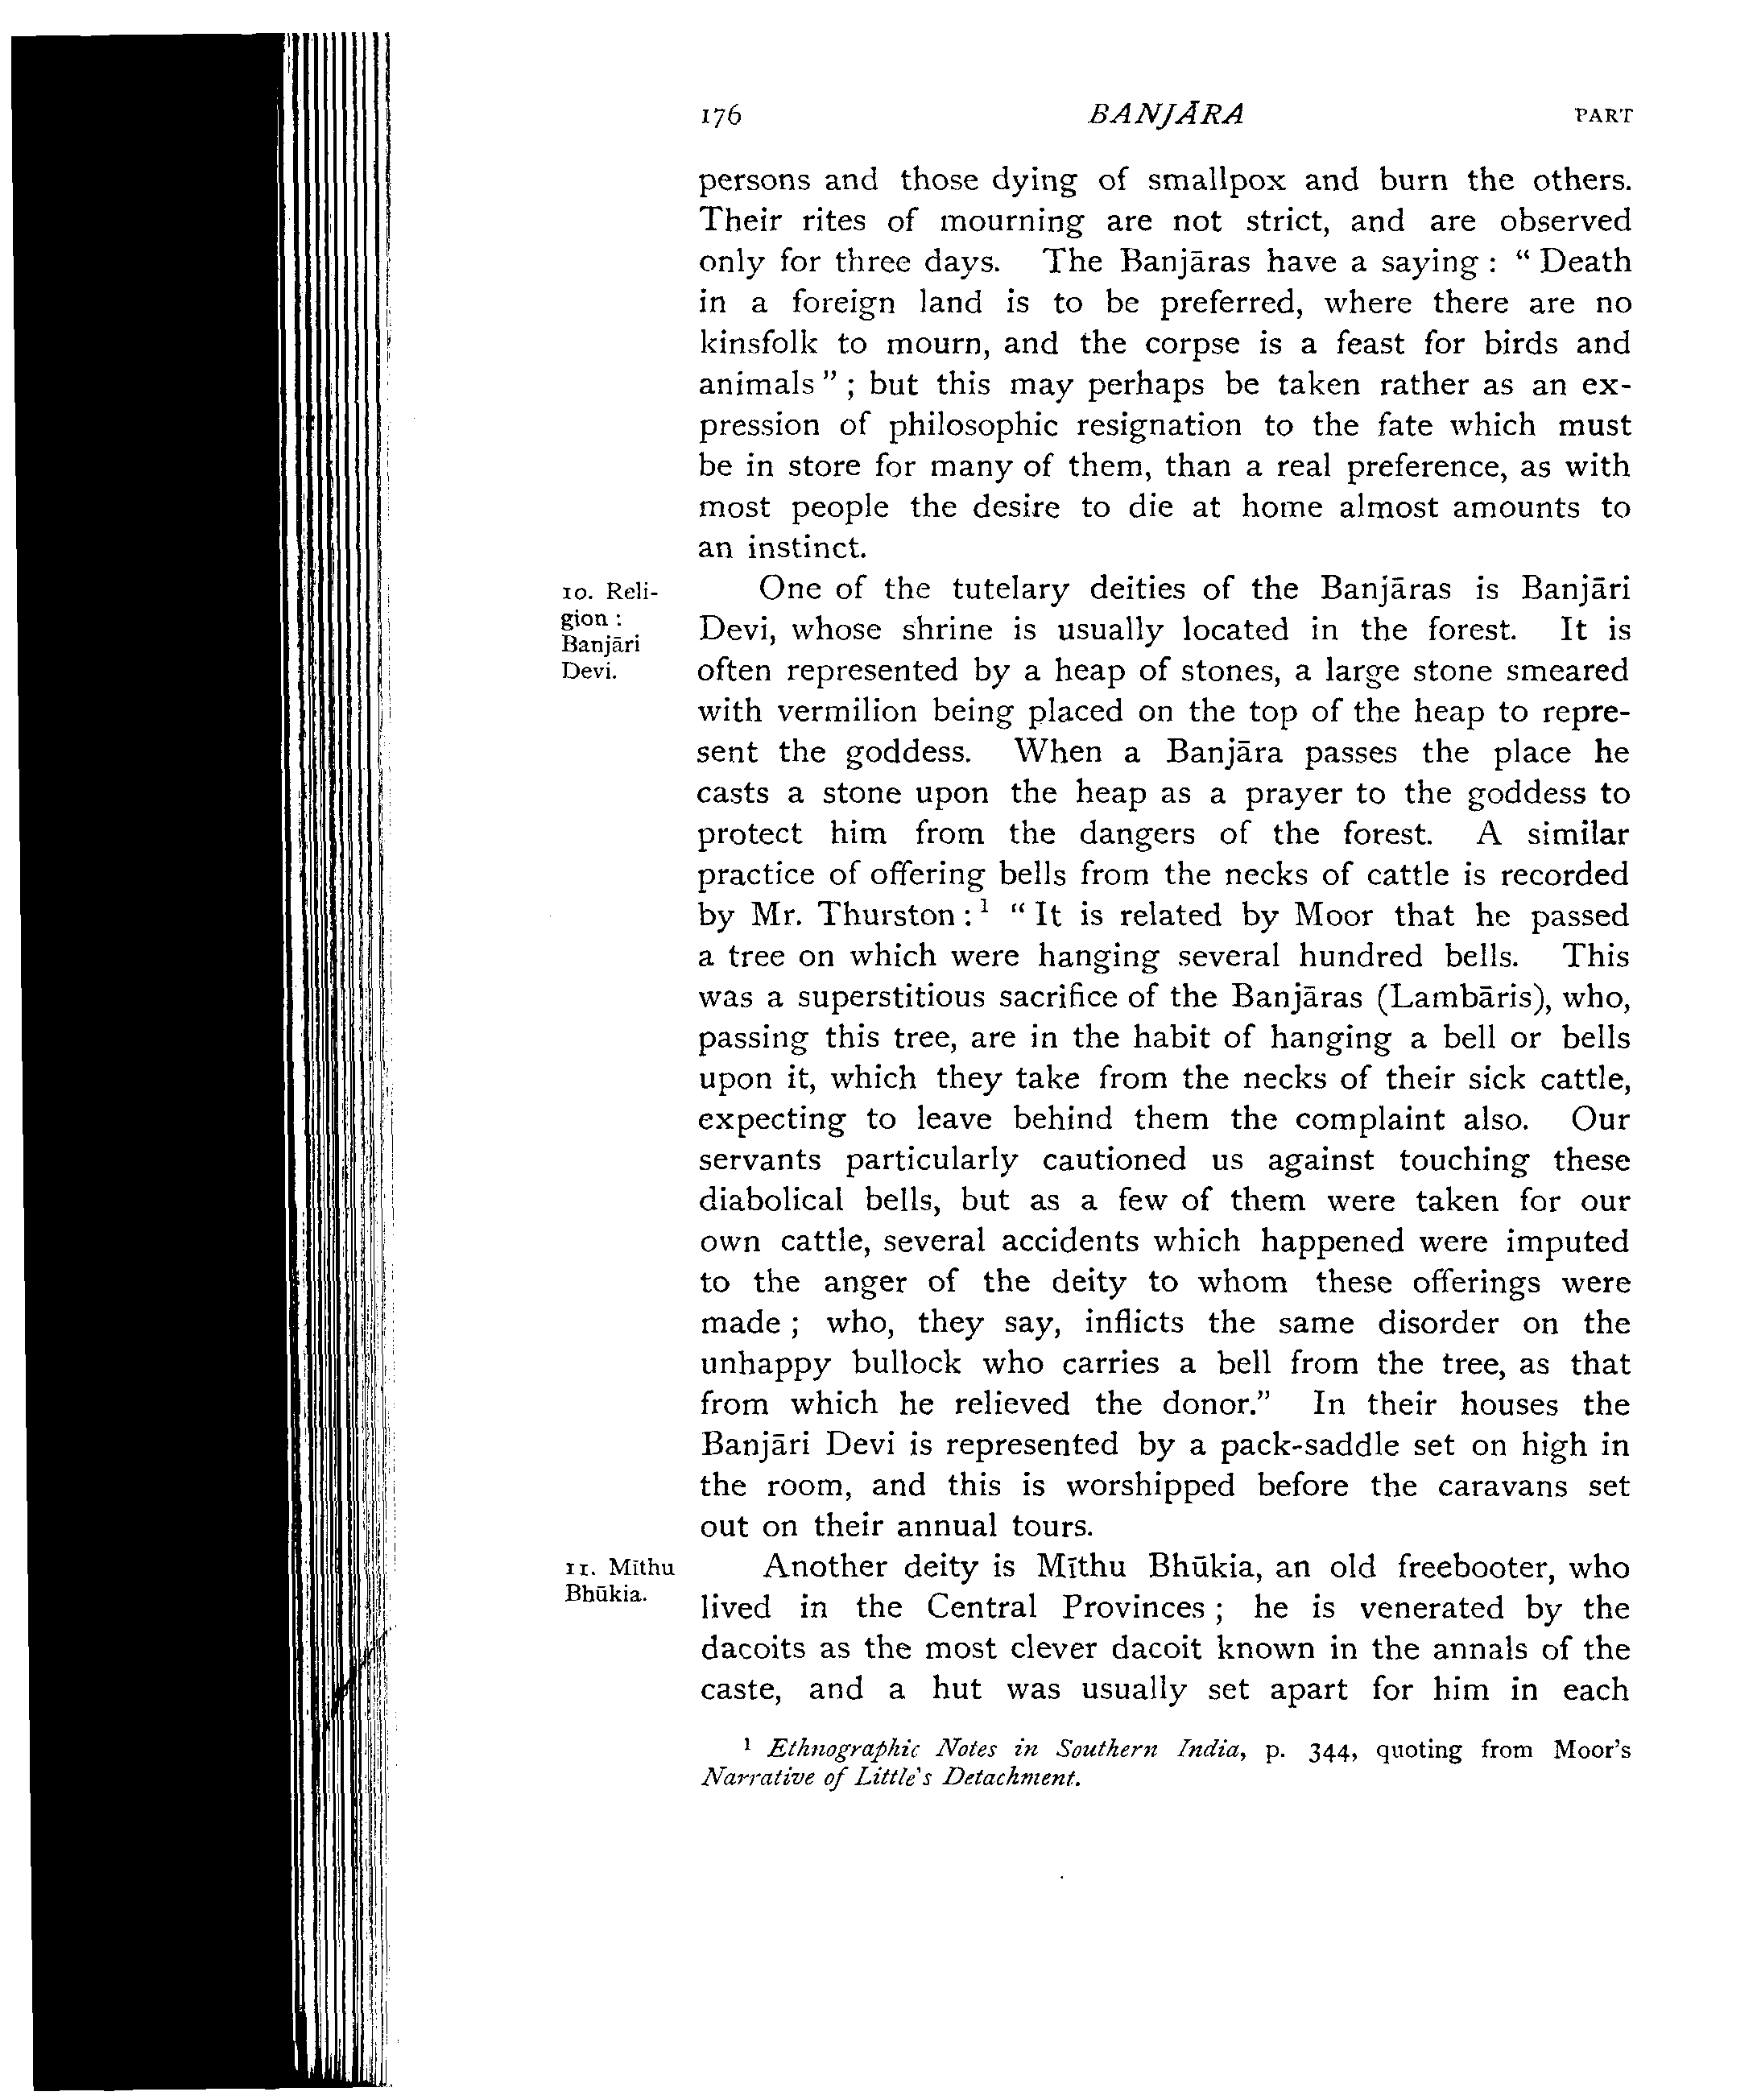 176 BANJĀRA PART
persons and those dying of smallpox and burn the others.
Their rites of mourning are not strict, and are observed
only for three days. The Banjāras have a saying : “ Death
in a foreign land is to be preferred, where there are no
kinsfolk to mourn, and the corpse is a feast for birds and
animals ” ; but this may perhaps be taken rather as an ex-
pression of philosophic resignation to the fate which must
be in store for many of them, than a real preference, as with
most people the desire to die at home almost amounts to
an instinct.
10. Reli-
gion :
Banjāri
Devi.
One of the tutelary deities of the Banjāras is Banjāri
Devi, whose shrine is usually located in the forest. It is
often represented by a heap of stones, a large stone smeared
with vermilion being placed on the top of the heap to repre-
sent the goddess. When a Banjāra passes the place he
casts a stone upon the heap as a prayer to the goddess to
protect him from the dangers of the forest. A similar
practice of offering bells from the necks of cattle is recorded
by Mr. Thurston :¹ “ It is related by Moor that he passed
a tree on which were hanging several hundred bells. This
was a superstitious sacrifice of the Banjāras (Lambāris), who,
passing this tree, are in the habit of hanging a bell or bells
upon it, which they take from the necks of their sick cattle,
expecting to leave behind them the complaint also. Our
servants particularly cautioned us against touching these
diabolical bells, but as a few of them were taken for our
own cattle, several accidents which happened were imputed
to the anger of the deity to whom these offerings were
made ; who, they say, inflicts the same disorder on the
unhappy bullock who carries a bell from the tree, as that
from which he relieved the donor.” In their houses the
Banjāri Devi is represented by a pack-saddle set on high in
the room, and this is worshipped before the caravans set
out on their annual tours.
11. Mīthu
Bhūkia.
Another deity is Mīthu Bhūkia, an old freebooter, who
lived in the Central Provinces ; he is venerated by the
dacoits as the most clever dacoit known in the annals of the
caste, and a hut was usually set apart for him in each
¹ Ethnographic Notes in Southern India, p. 344, quoting from Moor’s
Narrative of Little’s Detachment.